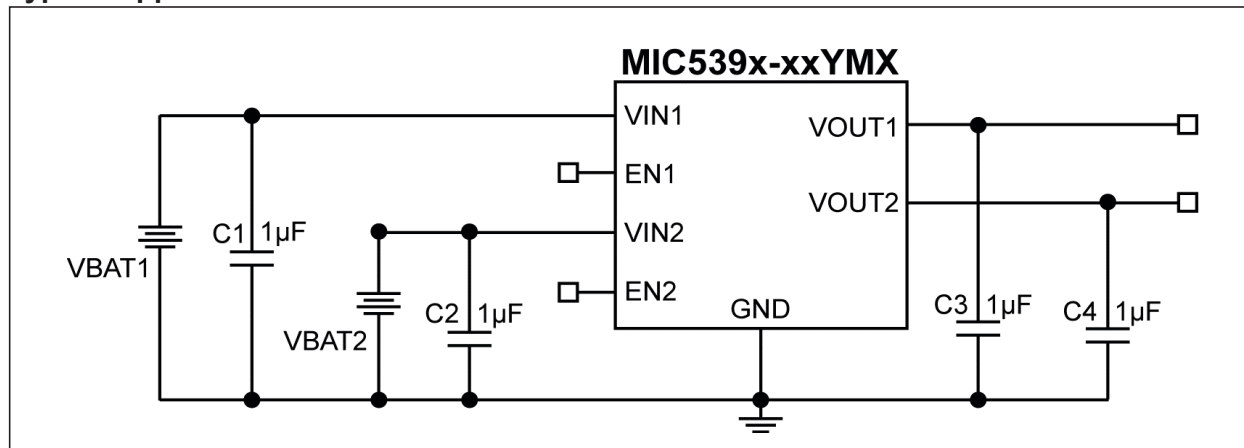 MIC539x-xxYMX
VIN1
VOUT1
EN1
VOUT2
C1 1µF
VIN2
VBAT1
EN2
C2 1µF
GND
C3 1µF
C4 1µF
VBAT2